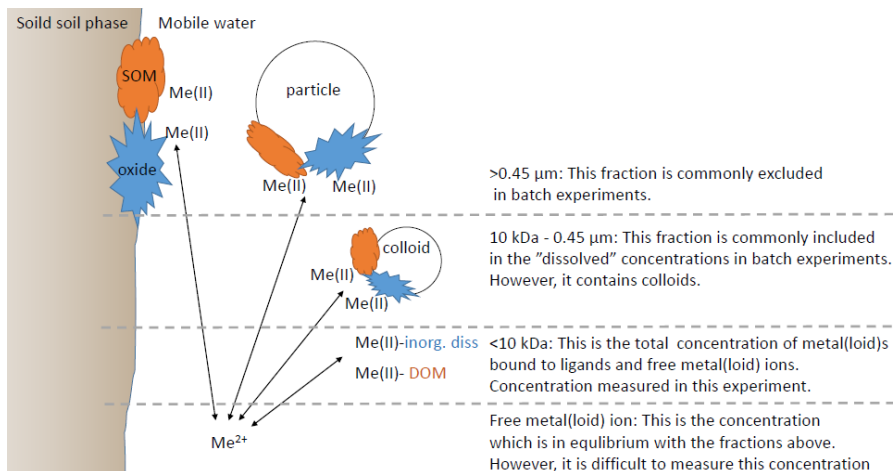 Soild soil phase
Mobile water
SOM
Me(II)
Me(II)
oxide
particle
Me(II)
Me(II)
>0.45 µm: This fraction is commonly excluded
in batch experiments.
colloid
Me(II)
Me(II)
10 kDa - 0.45 µm: This fraction is commonly included
in the ”dissolved” concentrations in batch experiments.
However, it contains colloids.
Me(II)-inorg. diss
Me(II)- DOM
<10 kDa: This is the total concentration of metal(loid)s
bound to ligands and free metal(loid) ions.
Concentration measured in this experiment.
Me²⁺
Free metal(loid) ion: This is the concentration
which is in equlibrium with the fractions above.
However, it is difficult to measure this concentration